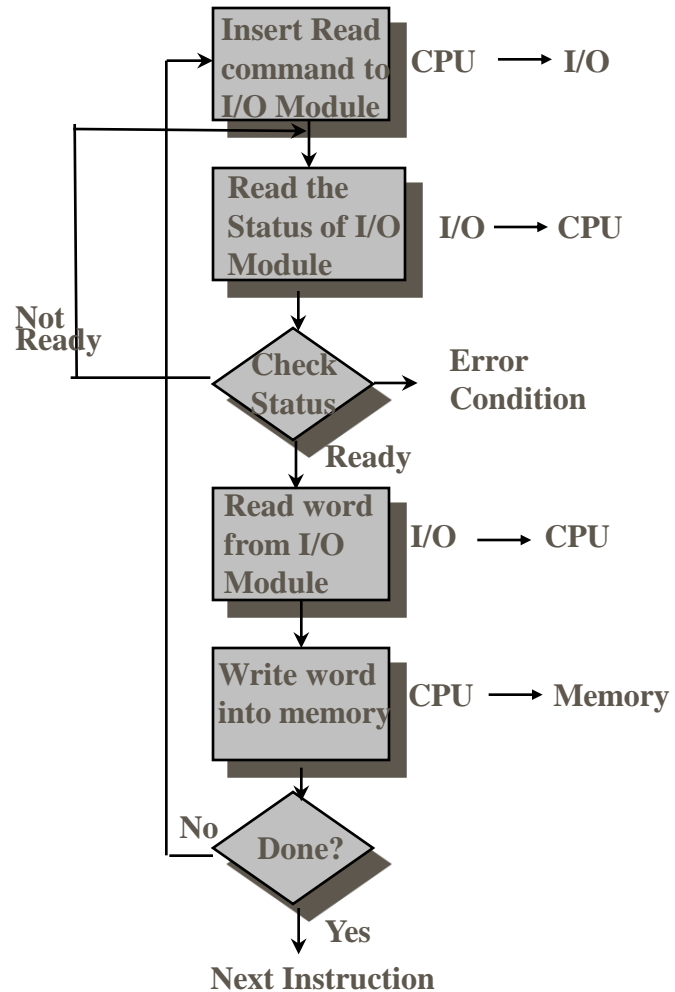 Insert Read
command to
I/O Module
CPU
I/O
Read the
Status of I/O
Module
I/O
CPU
Not
Ready
Check
Status
Error
Condition
Ready
Read word
from I/O
Module
I/O
CPU
Write word
into memory
CPU
Memory
No
Done?
Yes
Next Instruction